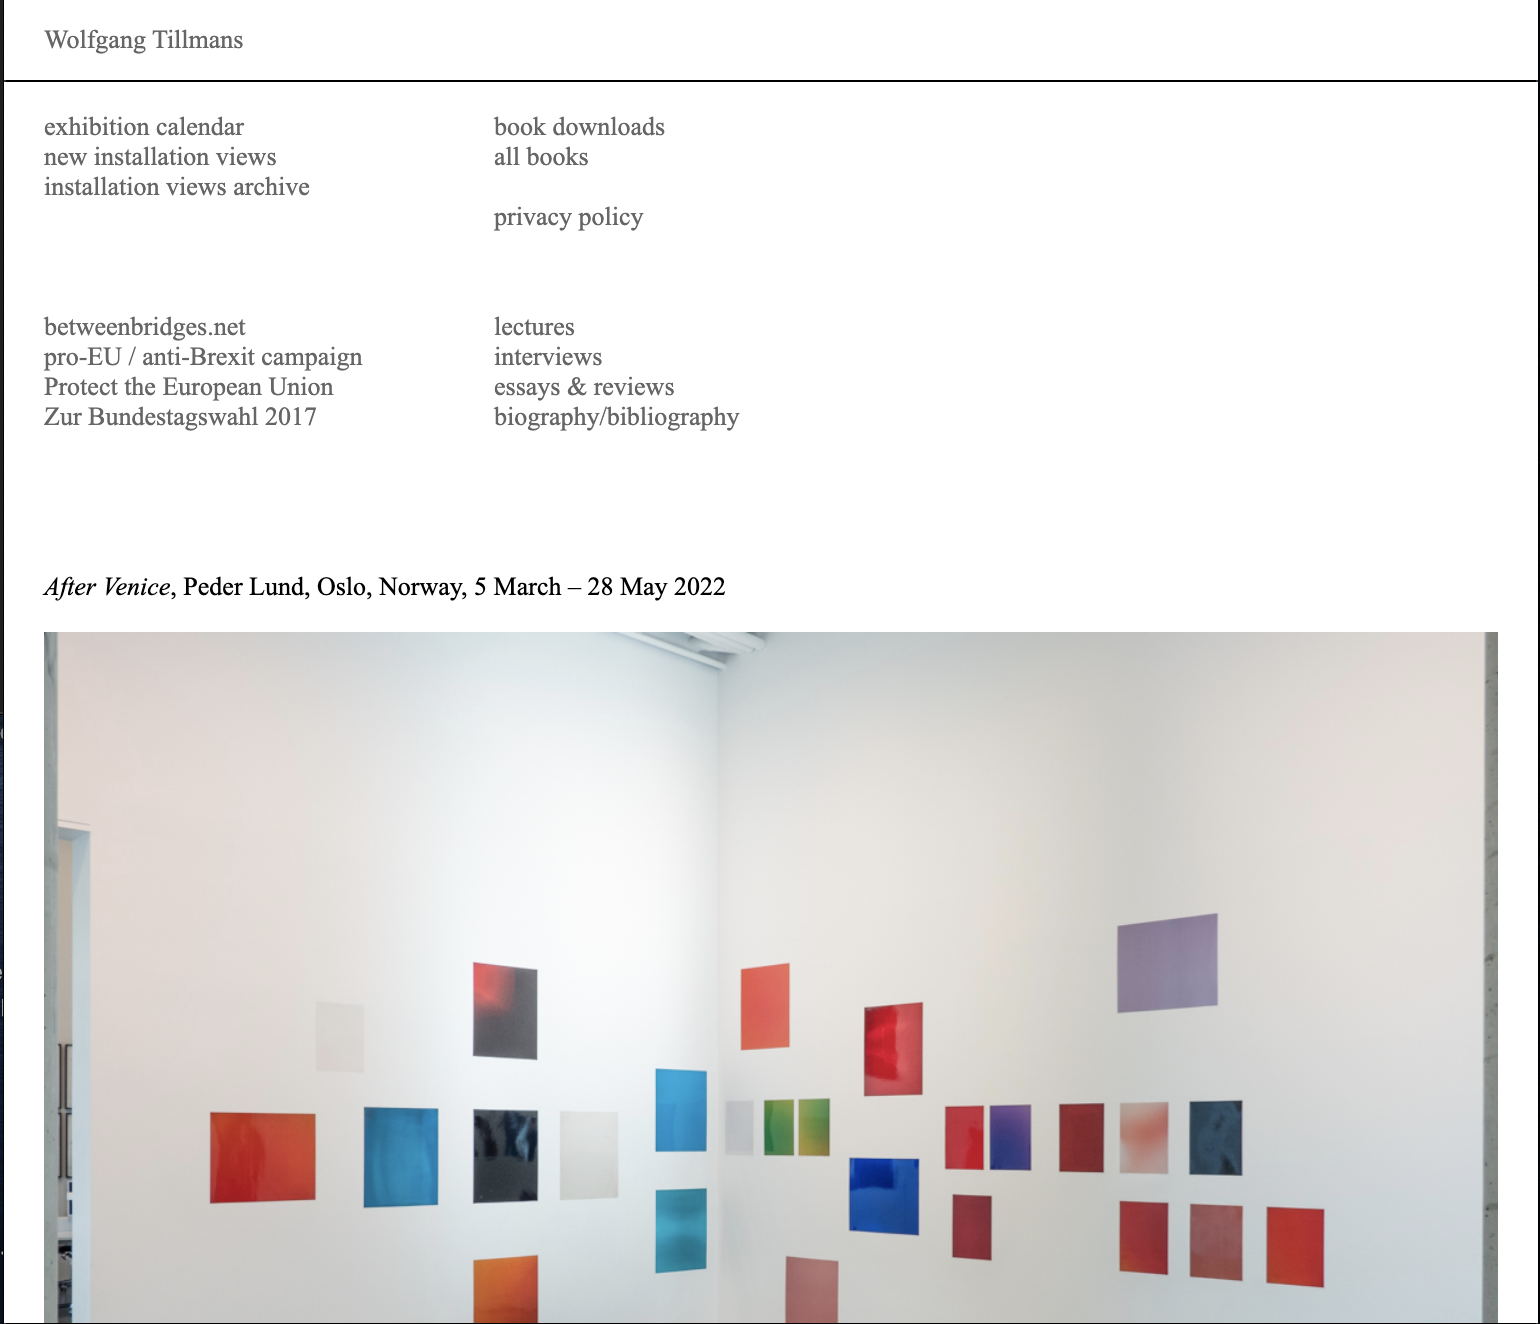 Wolfgang Tillmans
exhibition calendar
new installation views
installation views archive
book downloads
all books
privacy policy
betweenbridges.net
pro-EU / anti-Brexit campaign
Protect the European Union
Zur Bundestagswahl 2017
lectures
interviews
essays & reviews
biography/bibliography
After Venice, Peder Lund, Oslo, Norway, 5 March – 28 May 2022